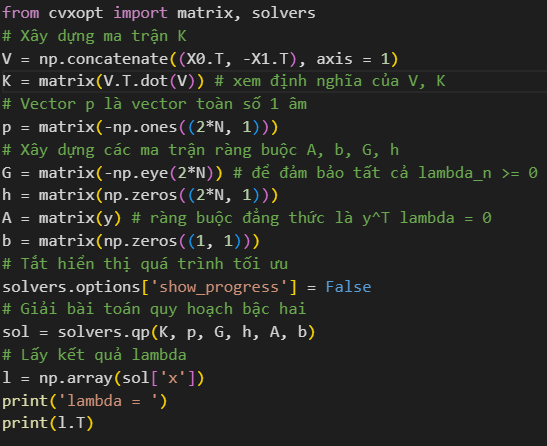 from cvxopt import matrix, solvers
# Xây dựng ma trận K
V = np.concatenate((X0.T, -X1.T), axis = 1)
K = matrix(V.T.dot(V)) # xem định nghĩa của V, K
# Vector p là vector toàn số 1 âm
p = matrix(-np.ones((2*N, 1)))
# Xây dựng các ma trận ràng buộc A, b, G, h
G = matrix(-np.eye(2*N)) # để đảm bảo tất cả lambda_n >= 0
h = matrix(np.zeros((2*N, 1)))
A = matrix(y) # ràng buộc đẳng thức là y^T lambda = 0
b = matrix(np.zeros((1, 1)))
# Tắt hiển thị quá trình tối ưu
solvers.options['show_progress'] = False
# Giải bài toán quy hoạch bậc hai
sol = solvers.qp(K, p, G, h, A, b)
# Lấy kết quả lambda
l = np.array(sol['x'])
print('lambda = ')
print(l.T)